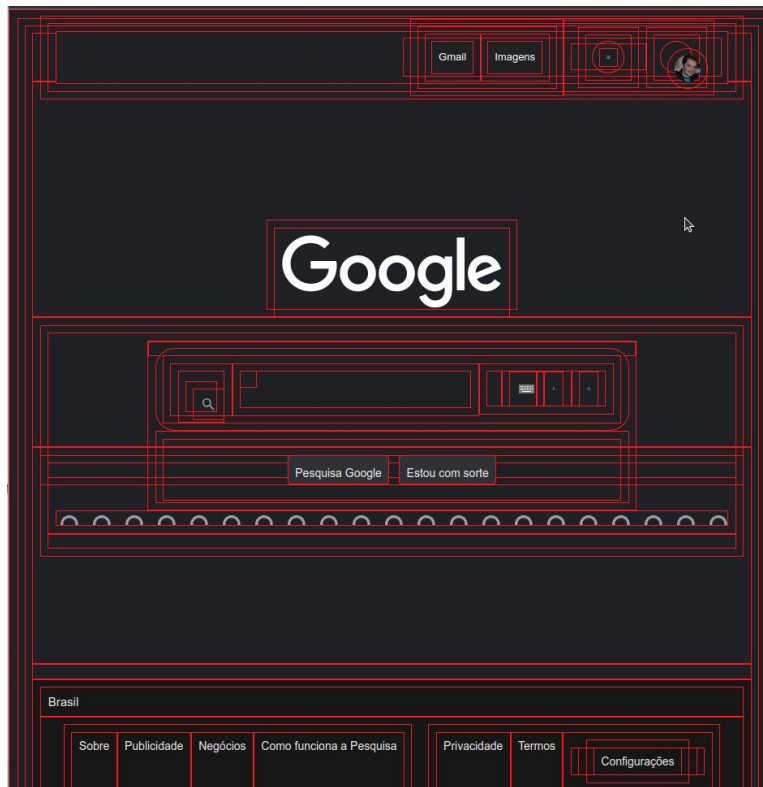 Gmail Imagens
Google
Pesquisa Google Estou com sorte
Brasil
Sobre Publicidade Negócios Como funciona a Pesquisa Privacidade Termos Configurações